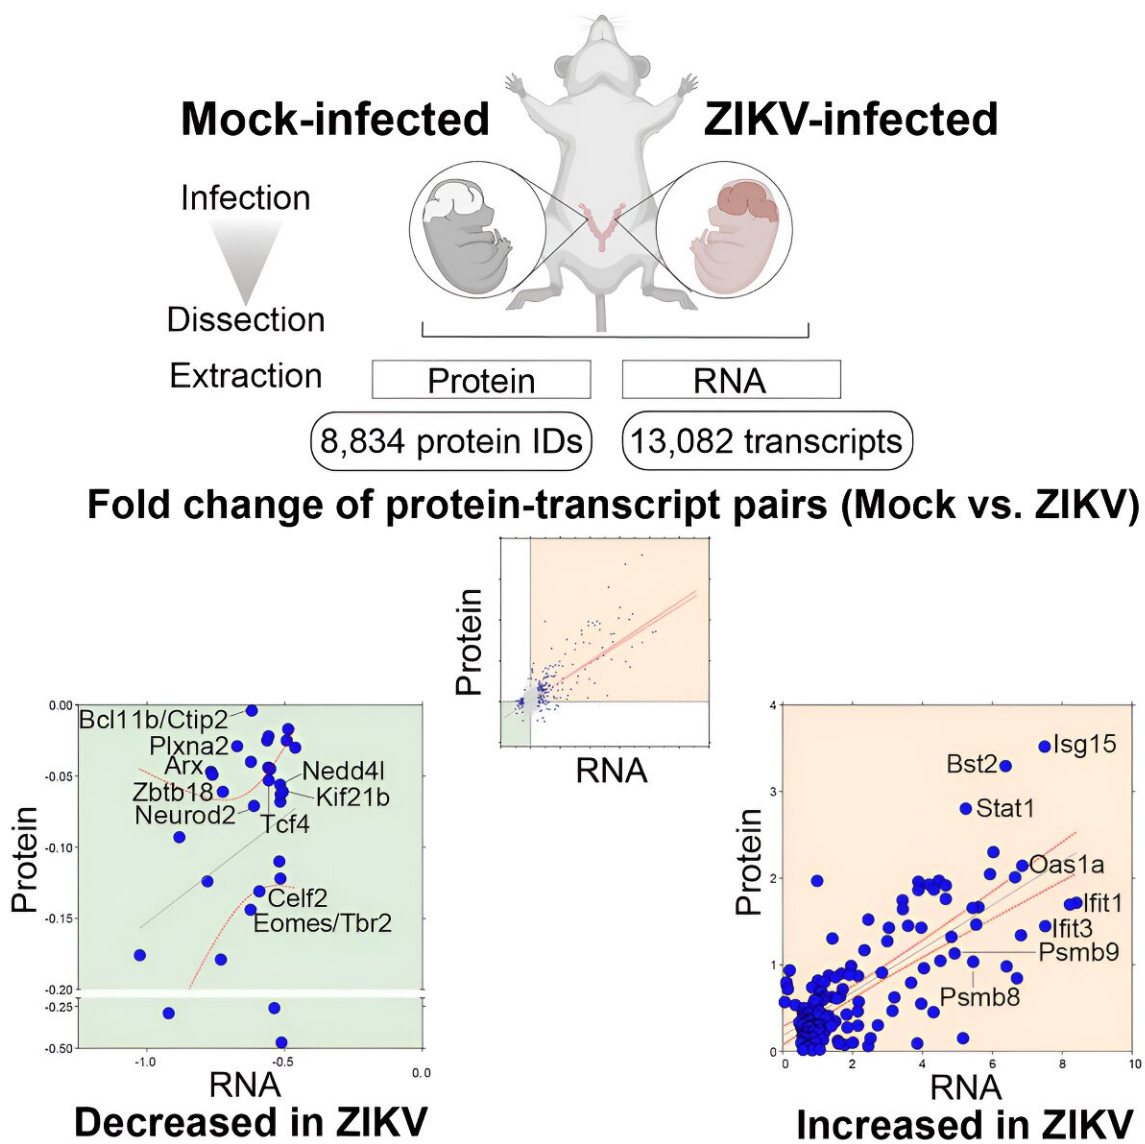 Mock-infected
ZIKV-infected
Infection
Dissection
Extraction
Protein
RNA
8,834 protein IDs
13,082 transcripts
Fold change of protein-transcript pairs (Mock vs. ZIKV)
Protein
RNA
Protein
0.00
-0.05
-0.10
-0.15
-0.20
-0.25
-0.50
Bcl11b/Ctip2
Plxna2
Arx
Zbtb18
Neurod2
Nedd4l
Kif21b
Tcf4
Celf2
Eomes/Tbr2
-1.0
-0.5
0.0
RNA
Decreased in ZIKV
Protein
4
3
2
1
0
Isg15
Bst2
Stat1
Oas1a
Ifit1
Ifit3
Psmb9
Psmb8
0
2
4
6
8
10
RNA
Increased in ZIKV